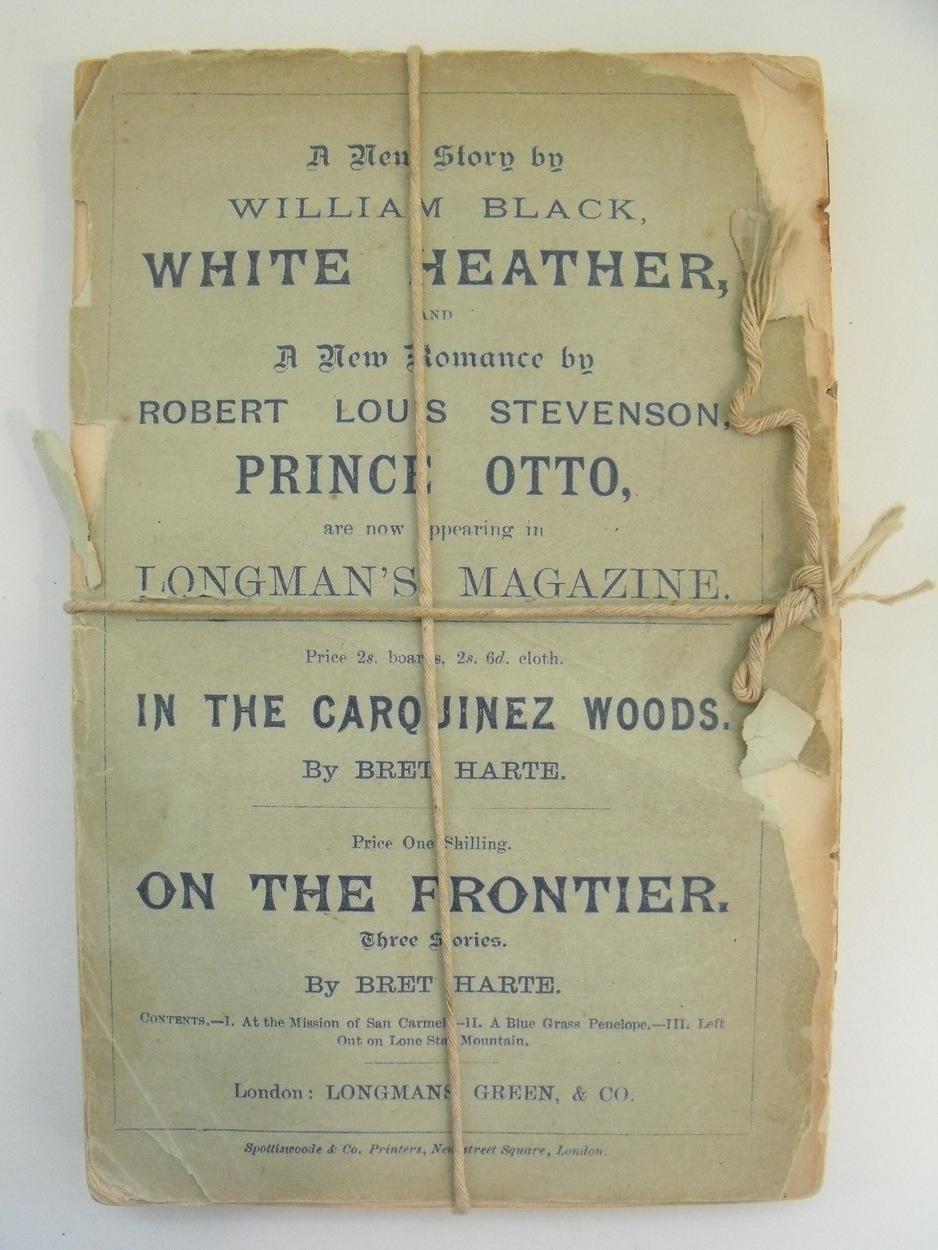 A New Story by
WILLIAM BLACK,
WHITE HEATHER,
AND
A New Romance by
ROBERT LOUIS STEVENSON,
PRINCE OTTO,
are now appearing in
LONGMAN'S MAGAZINE.
Price 2s. boards, 2s. 6d. cloth.
IN THE CARQUINEZ WOODS.
By BRET HARTE.
Price One Shilling.
ON THE FRONTIER.
Three Stories.
By BRET HARTE.
CONTENTS.—I. At the Mission of San Carmel—II. A Blue Grass Penelope.—III. Left
Out on Lone Star Mountain.
London: LONGMANS, GREEN, & CO.
Spottiswoode & Co. Printers, New-street Square, London.